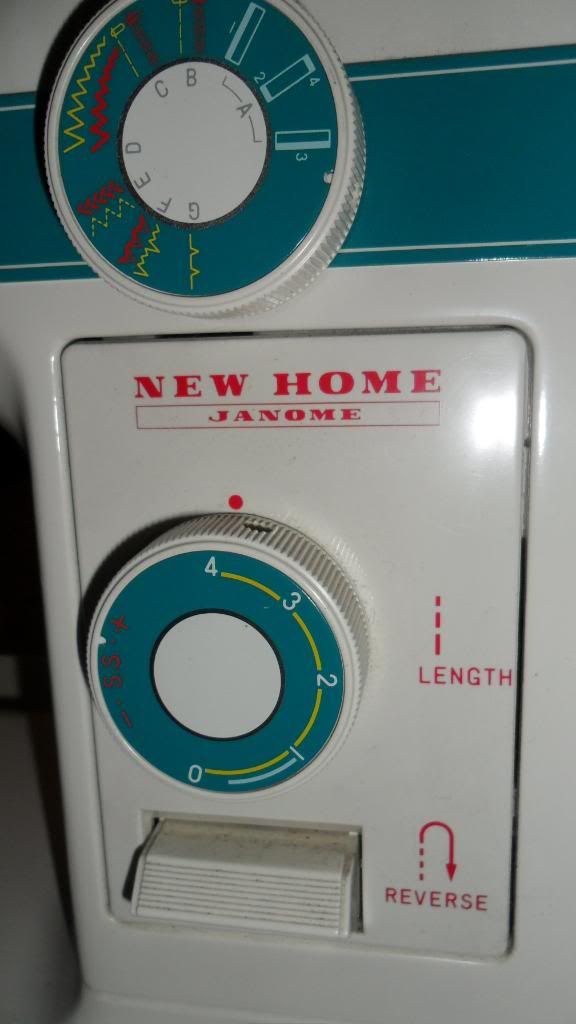 C B A
2
4
3
D E F G
NEW HOME
JANOME
4
3
2
1
0
- S.S. +
LENGTH
REVERSE